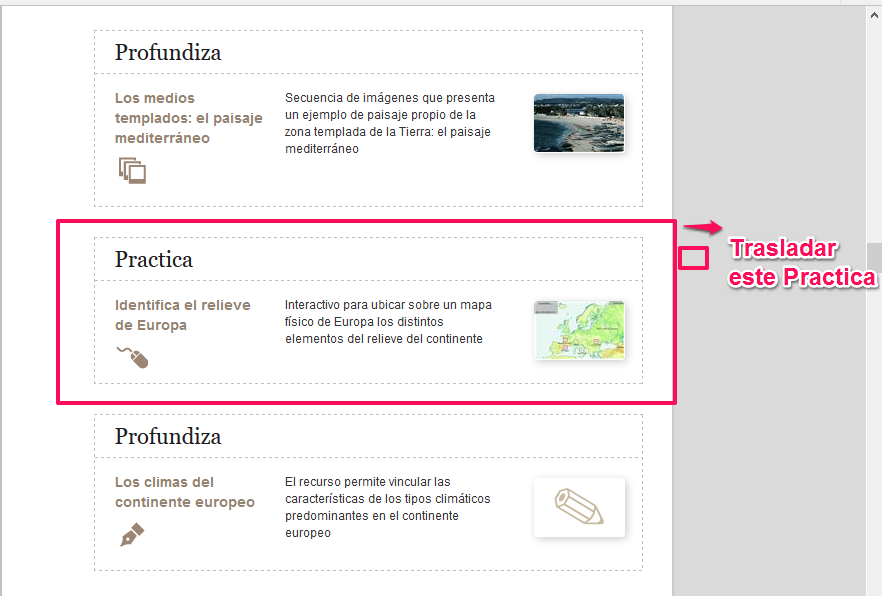 Profundiza
Los medios
templados: el paisaje
mediterráneo
Secuencia de imágenes que presenta
un ejemplo de paisaje propio de la
zona templada de la Tierra: el paisaje
mediterráneo
Practica
Identifica el relieve
de Europa
Interactivo para ubicar sobre un mapa
físico de Europa los distintos
elementos del relieve del continente
Trasladar
este Practica
Profundiza
Los climas del
continente europeo
El recurso permite vincular las
características de los tipos climáticos
predominantes en el continente
europeo